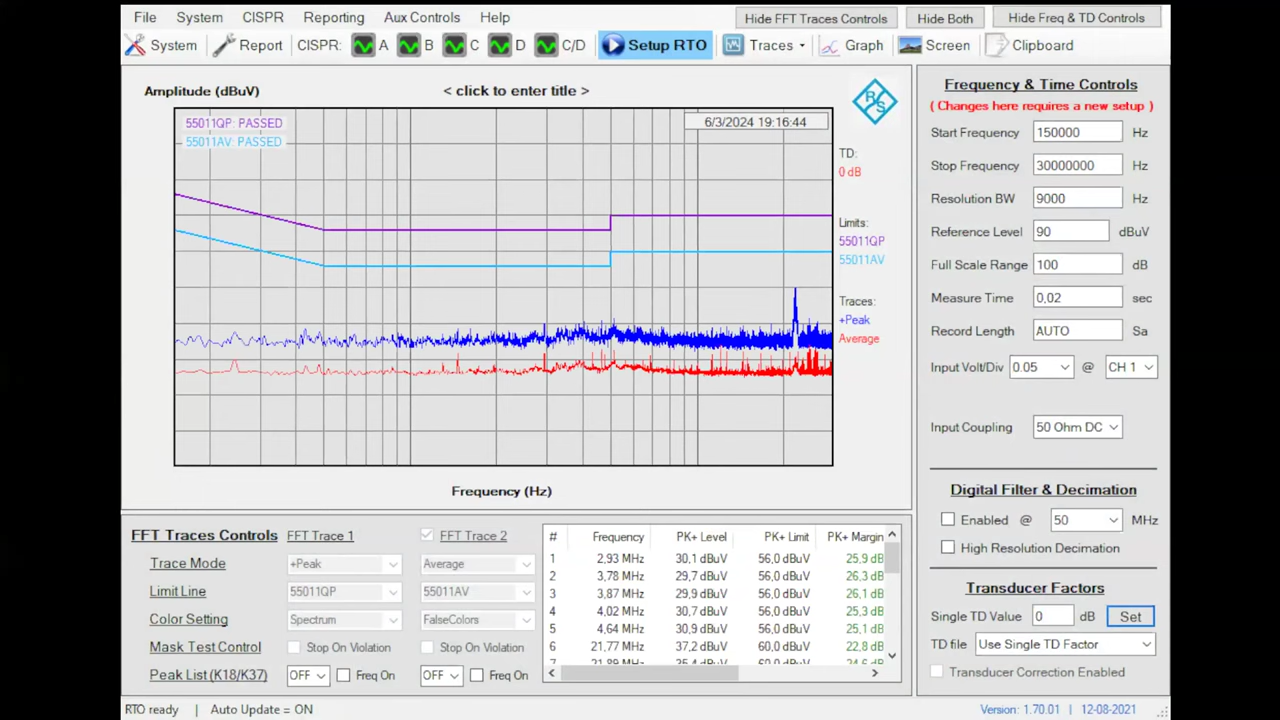 File System CISPR Reporting Aux Controls Help Hide FFT Traces Controls Hide Both Hide Freq & TD Controls
System Report CISPR: A B C D C/D Setup RTO Traces Graph Screen Clipboard
Amplitude (dBuV) < click to enter title >
R/S
55011QP: PASSED
55011AV: PASSED
6/3/2024 19:16:44
TD:
0 dB
Limits:
55011QP
55011AV
Traces:
+Peak
Average
Frequency (Hz)
Frequency & Time Controls
( Changes here requires a new setup )
Start Frequency 150000 Hz
Stop Frequency 30000000 Hz
Resolution BW 9000 Hz
Reference Level 90 dBuV
Full Scale Range 100 dB
Measure Time 0,02 sec
Record Length AUTO Sa
Input Volt/Div 0.05 @ CH 1
Input Coupling 50 Ohm DC
Digital Filter & Decimation
Enabled @ 50 MHz
High Resolution Decimation
Transducer Factors
Single TD Value 0 dB Set
TD file Use Single TD Factor
Transducer Correction Enabled
FFT Traces Controls FFT Trace 1 FFT Trace 2
Trace Mode +Peak Average
Limit Line 55011QP 55011AV
Color Setting Spectrum FalseColors
Mask Test Control Stop On Violation Stop On Violation
Peak List (K18/K37) OFF Freq On OFF Freq On
# Frequency PK+ Level PK+ Limit PK+ Margin
1 2,93 MHz 30,1 dBuV 56,0 dBuV 25,9 dB
2 3,78 MHz 29,7 dBuV 56,0 dBuV 26,3 dB
3 3,87 MHz 29,9 dBuV 56,0 dBuV 26,1 dB
4 4,02 MHz 30,7 dBuV 56,0 dBuV 25,3 dB
5 4,64 MHz 30,9 dBuV 56,0 dBuV 25,1 dB
6 21,77 MHz 37,2 dBuV 60,0 dBuV 22,8 dB
RTO ready | Auto Update = ON Version: 1.70.01 | 12-08-2021